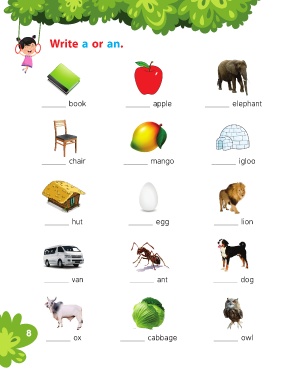 Write a or an.
______ book ______ apple ______ elephant
______ chair ______ mango ______ igloo
______ hut ______ egg ______ lion
______ van ______ ant ______ dog
______ ox ______ cabbage ______ owl
8